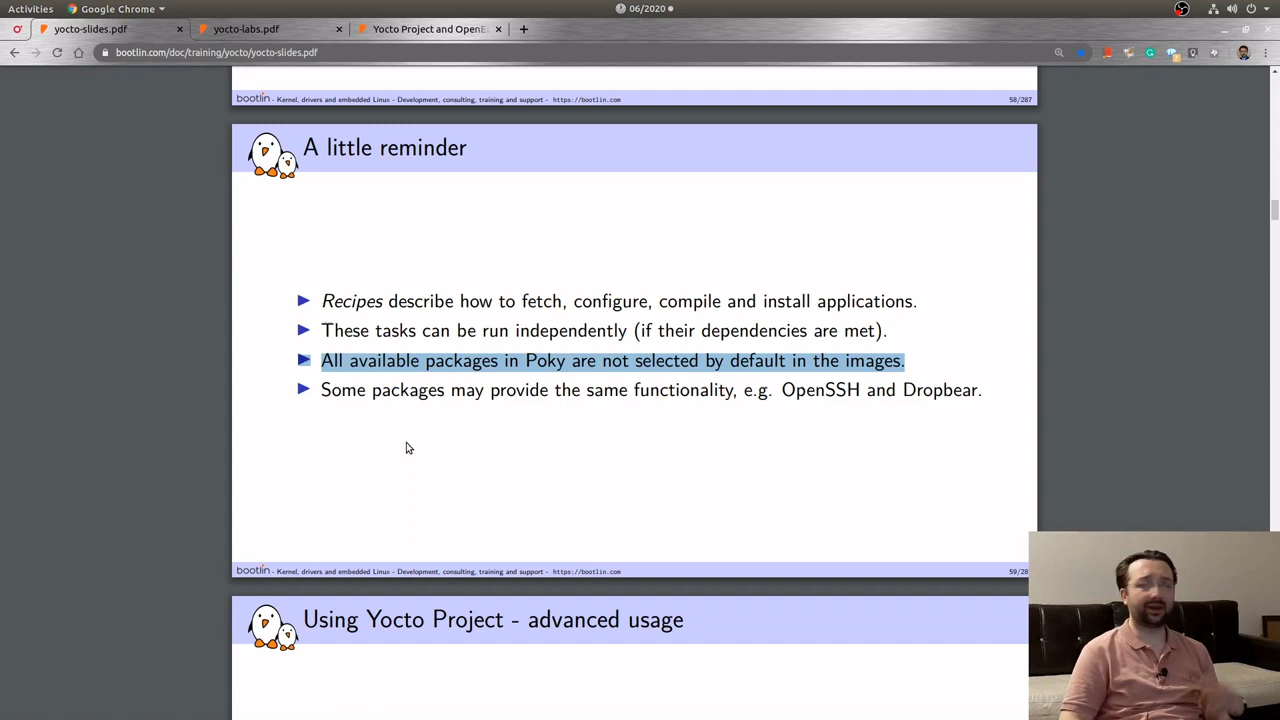 Activities Google Chrome 06/2020
yocto-slides.pdf yocto-labs.pdf Yocto Project and OpenE
bootlin.com/doc/training/yocto/yocto-slides.pdf
bootlin - Kernel, drivers and embedded Linux - Development, consulting, training and support - https://bootlin.com 58/287
A little reminder
Recipes describe how to fetch, configure, compile and install applications.
These tasks can be run independently (if their dependencies are met).
All available packages in Poky are not selected by default in the images.
Some packages may provide the same functionality, e.g. OpenSSH and Dropbear.
bootlin - Kernel, drivers and embedded Linux - Development, consulting, training and support - https://bootlin.com 59/28
Using Yocto Project - advanced usage